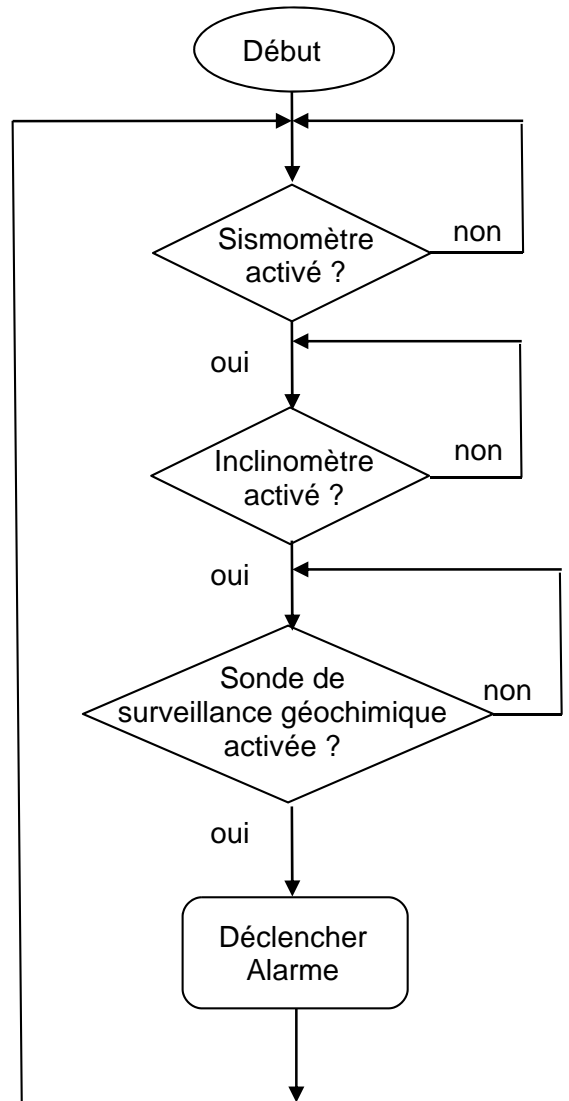 Début
Sismomètre
activé ?
non
oui
Inclinomètre
activé ?
non
oui
Sonde de
surveillance géochimique
activée ?
non
oui
Déclencher
Alarme